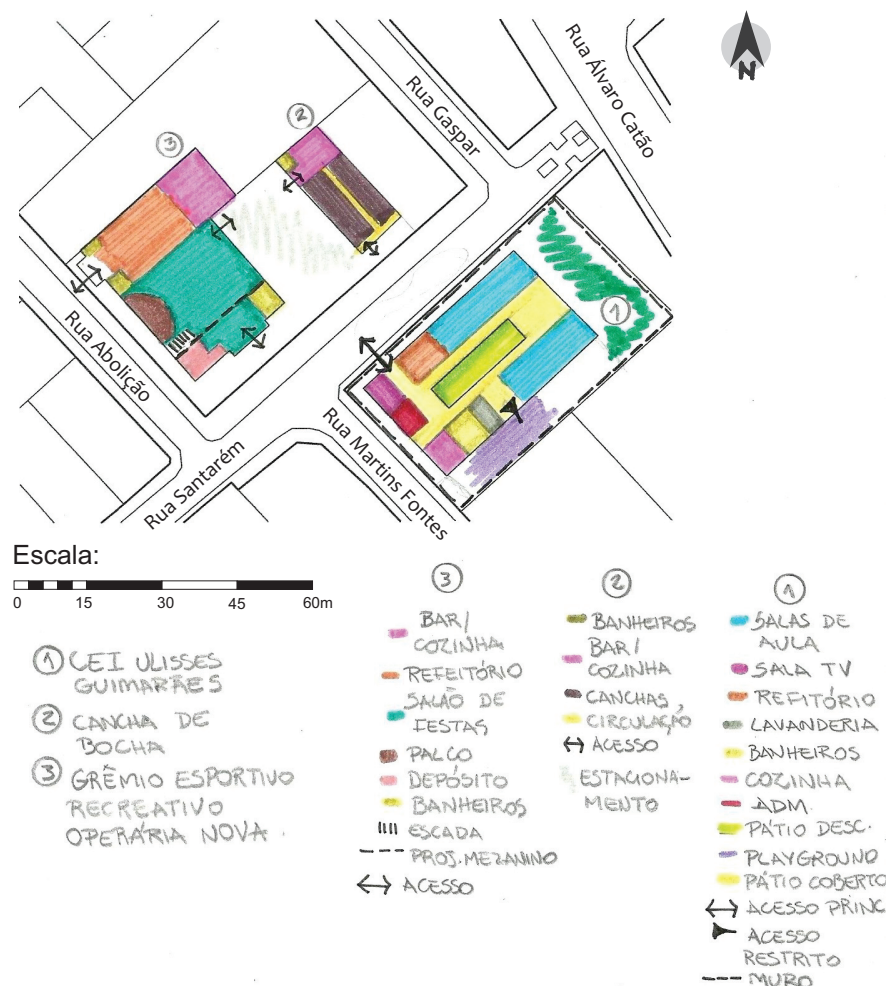 N
Rua Álvaro Catão
Rua Gaspar
2
3
1
Rua Abolição
Rua Santarém
Rua Martins Fontes
Escala:
0 15 30 45 60m
1 CEI ULISSES
GUIMARÃES
2 CANCHA DE
BOCHA
3 GRÊMIO ESPORTIVO
RECREATIVO
OPERÁRIA NOVA
3
BAR/
COZINHA
REFEITÓRIO
SALÃO DE
FESTAS
PALCO
DEPÓSITO
BANHEIROS
ESCADA
PROJ. MEZANINO
ACESSO
2
BANHEIROS
BAR/
COZINHA
CANCHAS
CIRCULAÇÃO
ACESSO
ESTACIONA-
MENTO
1
SALAS DE
AULA
SALA TV
REFITÓRIO
LAVANDERIA
BANHEIROS
COZINHA
ADM.
PÁTIO DESC.
PLAYGROUND
PÁTIO COBERTO
ACESSO PRINC
ACESSO
RESTRITO
MURO